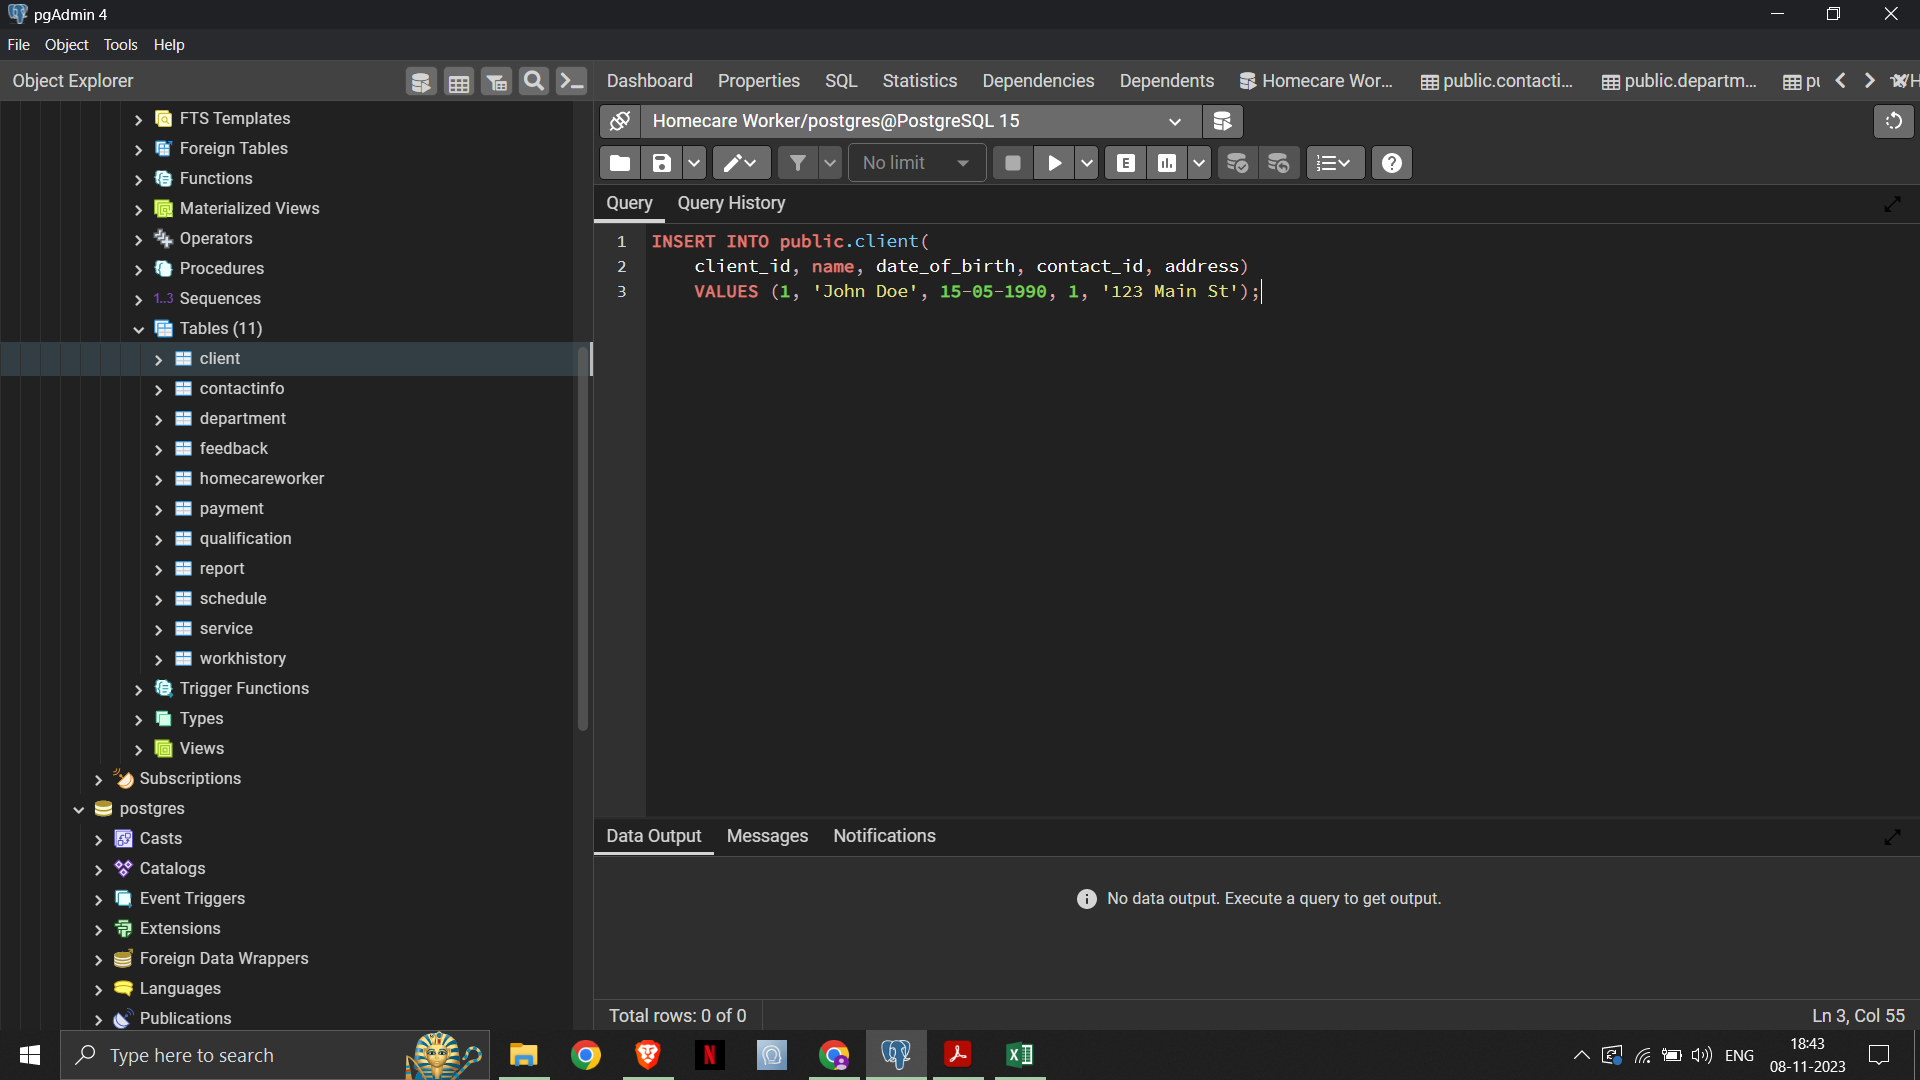 pgAdmin 4
File Object Tools Help
Object Explorer
Dashboard Properties SQL Statistics Dependencies Dependents Homecare Wor... public.contacti... public.departm... pu
Homecare Worker/postgres@PostgreSQL 15
No limit
E
Query Query History
1 INSERT INTO public.client(
2 client_id, name, date_of_birth, contact_id, address)
3 VALUES (1, 'John Doe', 15-05-1990, 1, '123 Main St');
FTS Templates
Foreign Tables
Functions
Materialized Views
Operators
Procedures
1..3 Sequences
Tables (11)
client
contactinfo
department
feedback
homecareworker
payment
qualification
report
schedule
service
workhistory
Trigger Functions
Types
Views
Subscriptions
postgres
Casts
Catalogs
Event Triggers
Extensions
Foreign Data Wrappers
Languages
Publications
Data Output Messages Notifications
No data output. Execute a query to get output.
Total rows: 0 of 0
Ln 3, Col 55
Type here to search
ENG
18:43
08-11-2023